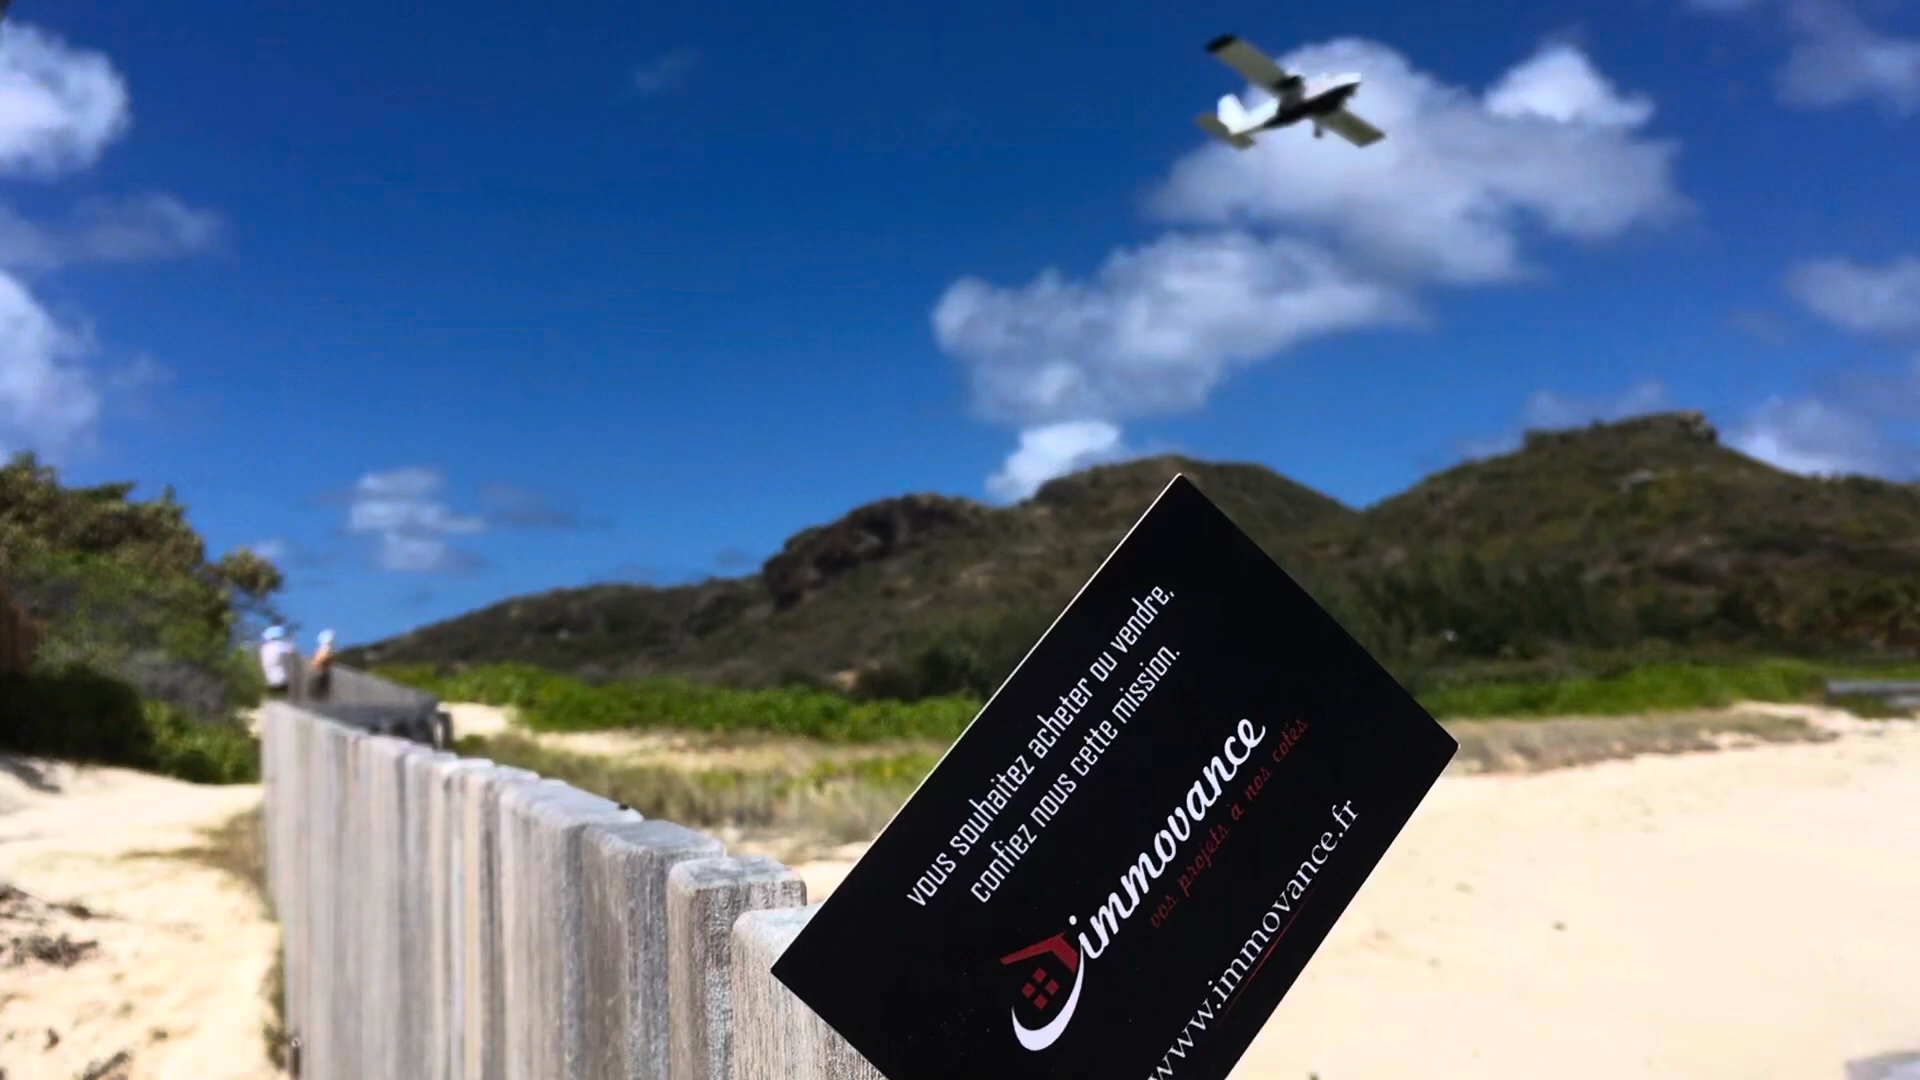 vous souhaitez acheter ou vendre,
confiez nous cette mission.
immovance
vos projets à nos cotés
www.immovance.fr